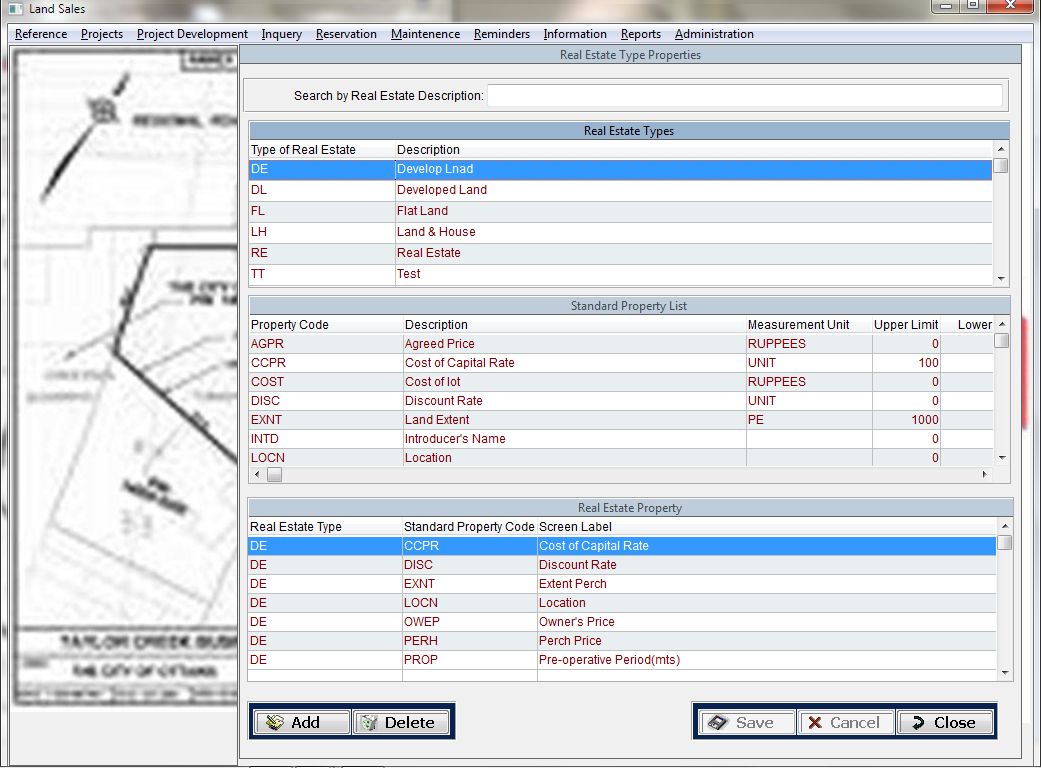 Land Sales
Reference Projects Project Development Inquery Reservation Maintenence Reminders Information Reports Administration
Real Estate Type Properties
Search by Real Estate Description:
Real Estate Types
Type of Real Estate Description
DE Develop Lnad
DL Developed Land
FL Flat Land
LH Land & House
RE Real Estate
TT Test
Standard Property List
Property Code Description Measurement Unit Upper Limit Lower
AGPR Agreed Price RUPPEES 0
CCPR Cost of Capital Rate UNIT 100
COST Cost of lot RUPPEES 0
DISC Discount Rate UNIT 0
EXNT Land Extent PE 1000
INTD Introducer's Name 0
LOCN Location 0
Real Estate Property
Real Estate Type Standard Property Code Screen Label
DE CCPR Cost of Capital Rate
DE DISC Discount Rate
DE EXNT Extent Perch
DE LOCN Location
DE OWEP Owner's Price
DE PERH Perch Price
DE PROP Pre-operative Period(mts)
TAYLOR CREEK BUSI
THE CITY OF OTTAWA
Add Delete Save Cancel Close